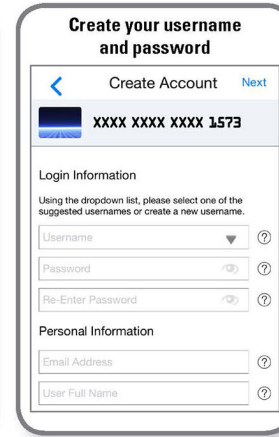 Create your username
and password
Create Account Next
XXXX XXXX XXXX 1573
Login Information
Using the dropdown list, please select one of the
suggested usernames or create a new username.
Username
?
Password
?
Re-Enter Password
?
Personal Information
Email Address
?
User Full Name
?